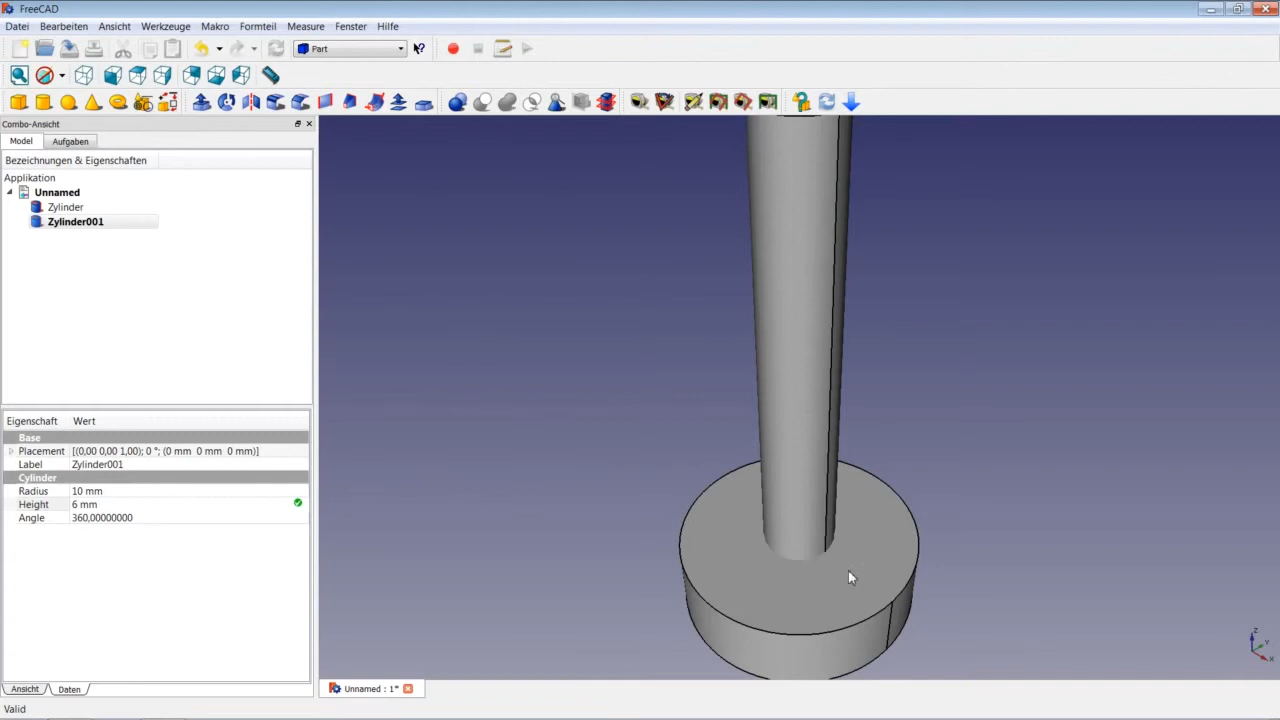 FreeCAD
Datei Bearbeiten Ansicht Werkzeuge Makro Formteil Measure Fenster Hilfe
Part
Combo-Ansicht
Model Aufgaben
Bezeichnungen & Eigenschaften
Applikation
Unnamed
Zylinder
Zylinder001
Eigenschaft Wert
Base
Placement [(0,00 0,00 1,00); 0 °; (0 mm 0 mm 0 mm)]
Label Zylinder001
Cylinder
Radius 10 mm
Height 6 mm
Angle 360,00000000
Z
Y
X
Ansicht Daten
Unnamed : 1*
Valid